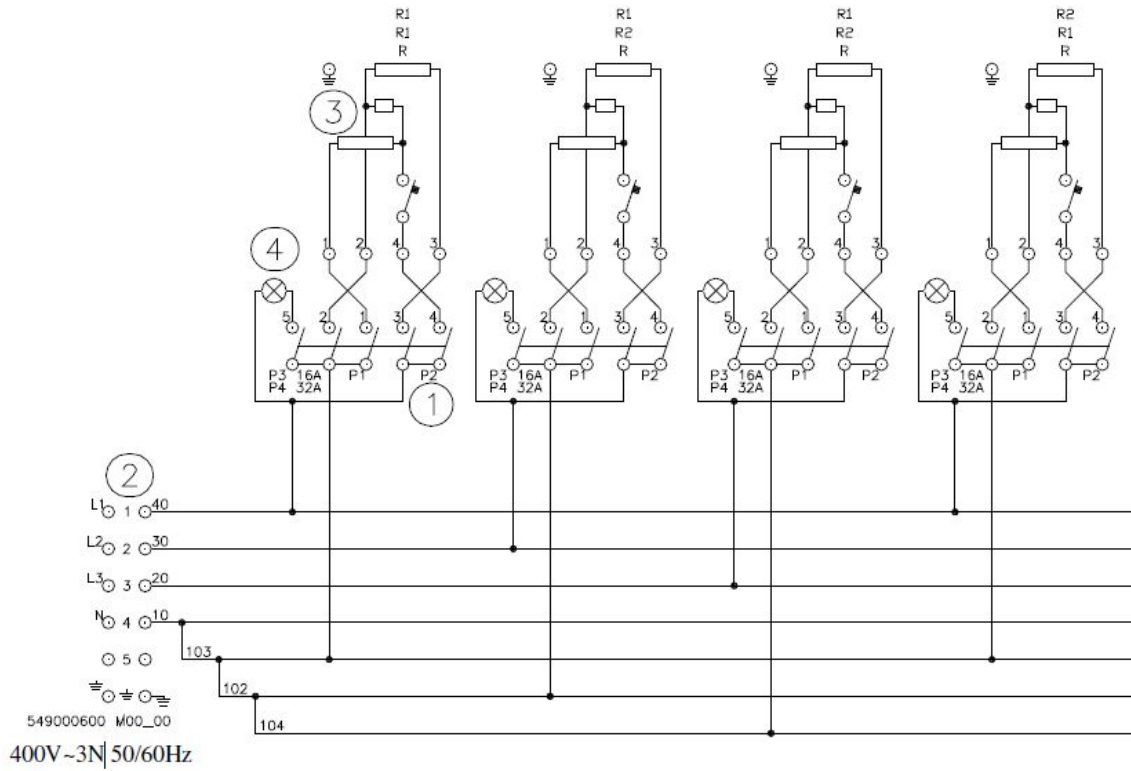 R1 R1 R1 R2
R1 R2 R2 R1
R R R R
3
1 2 4 3 1 2 4 3 1 2 4 3 1 2 4 3
4
5 2 1 3 4 5 2 1 3 4 5 2 1 3 4 5 2 1 3 4
P3 16A P1 P2 P3 16A P1 P2 P3 16A P1 P2 P3 16A P1 P2
P4 32A P4 32A P4 32A P4 32A
1
2
L1 1 40
L2 2 30
L3 3 20
N 4 10
5 103
102
549000600 M00_00
104
400V~3N 50/60Hz